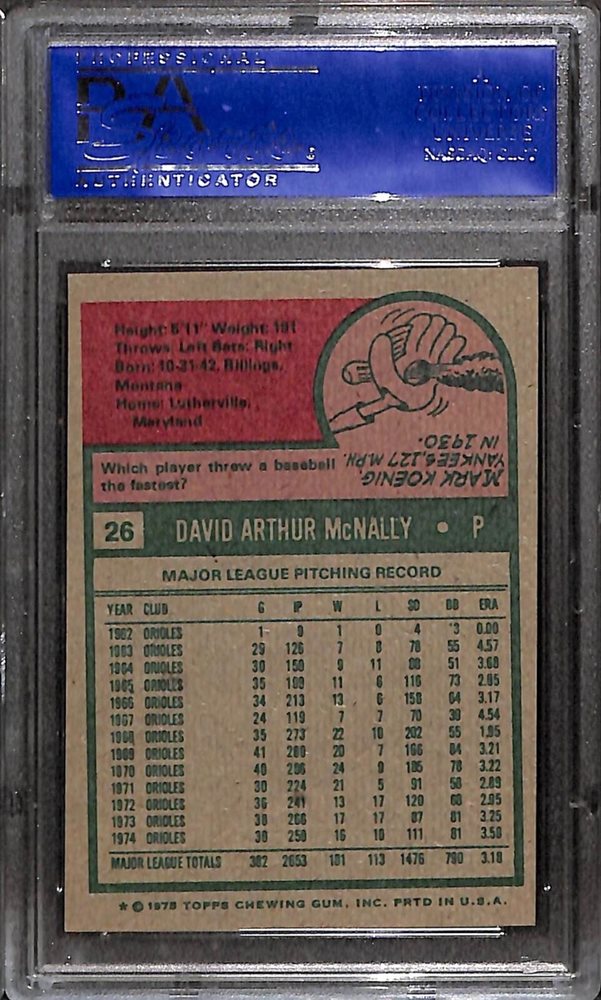 PROFESSIONAL
PSA
AUTHENTICATOR
A
DIVISION OF
COLLECTORS
UNIVERSE
NASDAQ: CLCT
Height: 5'11" Weight: 191
Throws: Left Bats: Right
Born: 10-31-42, Billings,
Montana
Home: Lutherville,
Maryland
Which player threw a baseball
the fastest?
MARK KOENIG,
YANKEES, 127 M.P.H.
IN 1930.
26 DAVID ARTHUR McNALLY • P
MAJOR LEAGUE PITCHING RECORD
YEAR CLUB G IP W L SO BB ERA
1962 ORIOLES 1 9 1 0 4 *3 0.00
1963 ORIOLES 29 126 7 8 78 55 4.57
1964 ORIOLES 30 159 9 11 88 51 3.68
1965 ORIOLES 35 199 11 6 116 73 2.85
1966 ORIOLES 34 213 13 6 158 64 3.17
1967 ORIOLES 24 119 7 7 70 39 4.54
1968 ORIOLES 35 273 22 10 202 55 1.95
1969 ORIOLES 41 269 20 7 166 84 3.21
1970 ORIOLES 40 296 24 9 185 78 3.22
1971 ORIOLES 30 224 21 5 91 58 2.89
1972 ORIOLES 36 241 13 17 120 68 2.95
1973 ORIOLES 38 266 17 17 87 81 3.25
1974 ORIOLES 39 259 16 10 111 81 3.58
MAJOR LEAGUE TOTALS 382 2653 181 113 1476 790 3.18
* © 1975 TOPPS CHEWING GUM, INC. PRTD IN U.S.A.